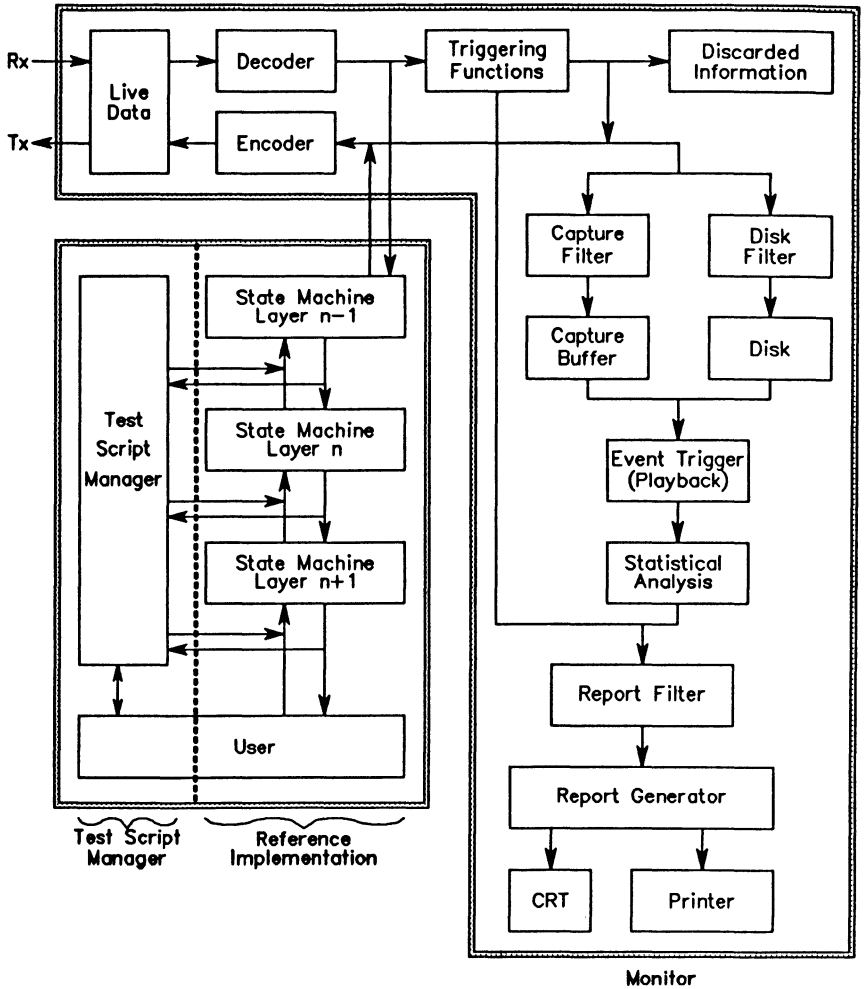 Rx
Tx
Live
Data
Decoder
Encoder
Triggering
Functions
Discarded
Information
Capture
Filter
Disk
Filter
Capture
Buffer
Disk
Event Trigger
(Playback)
Statistical
Analysis
Report Filter
Report Generator
CRT
Printer
Monitor
Test
Script
Manager
State Machine
Layer n-1
State Machine
Layer n
State Machine
Layer n+1
User
Test Script
Manager
Reference
Implementation